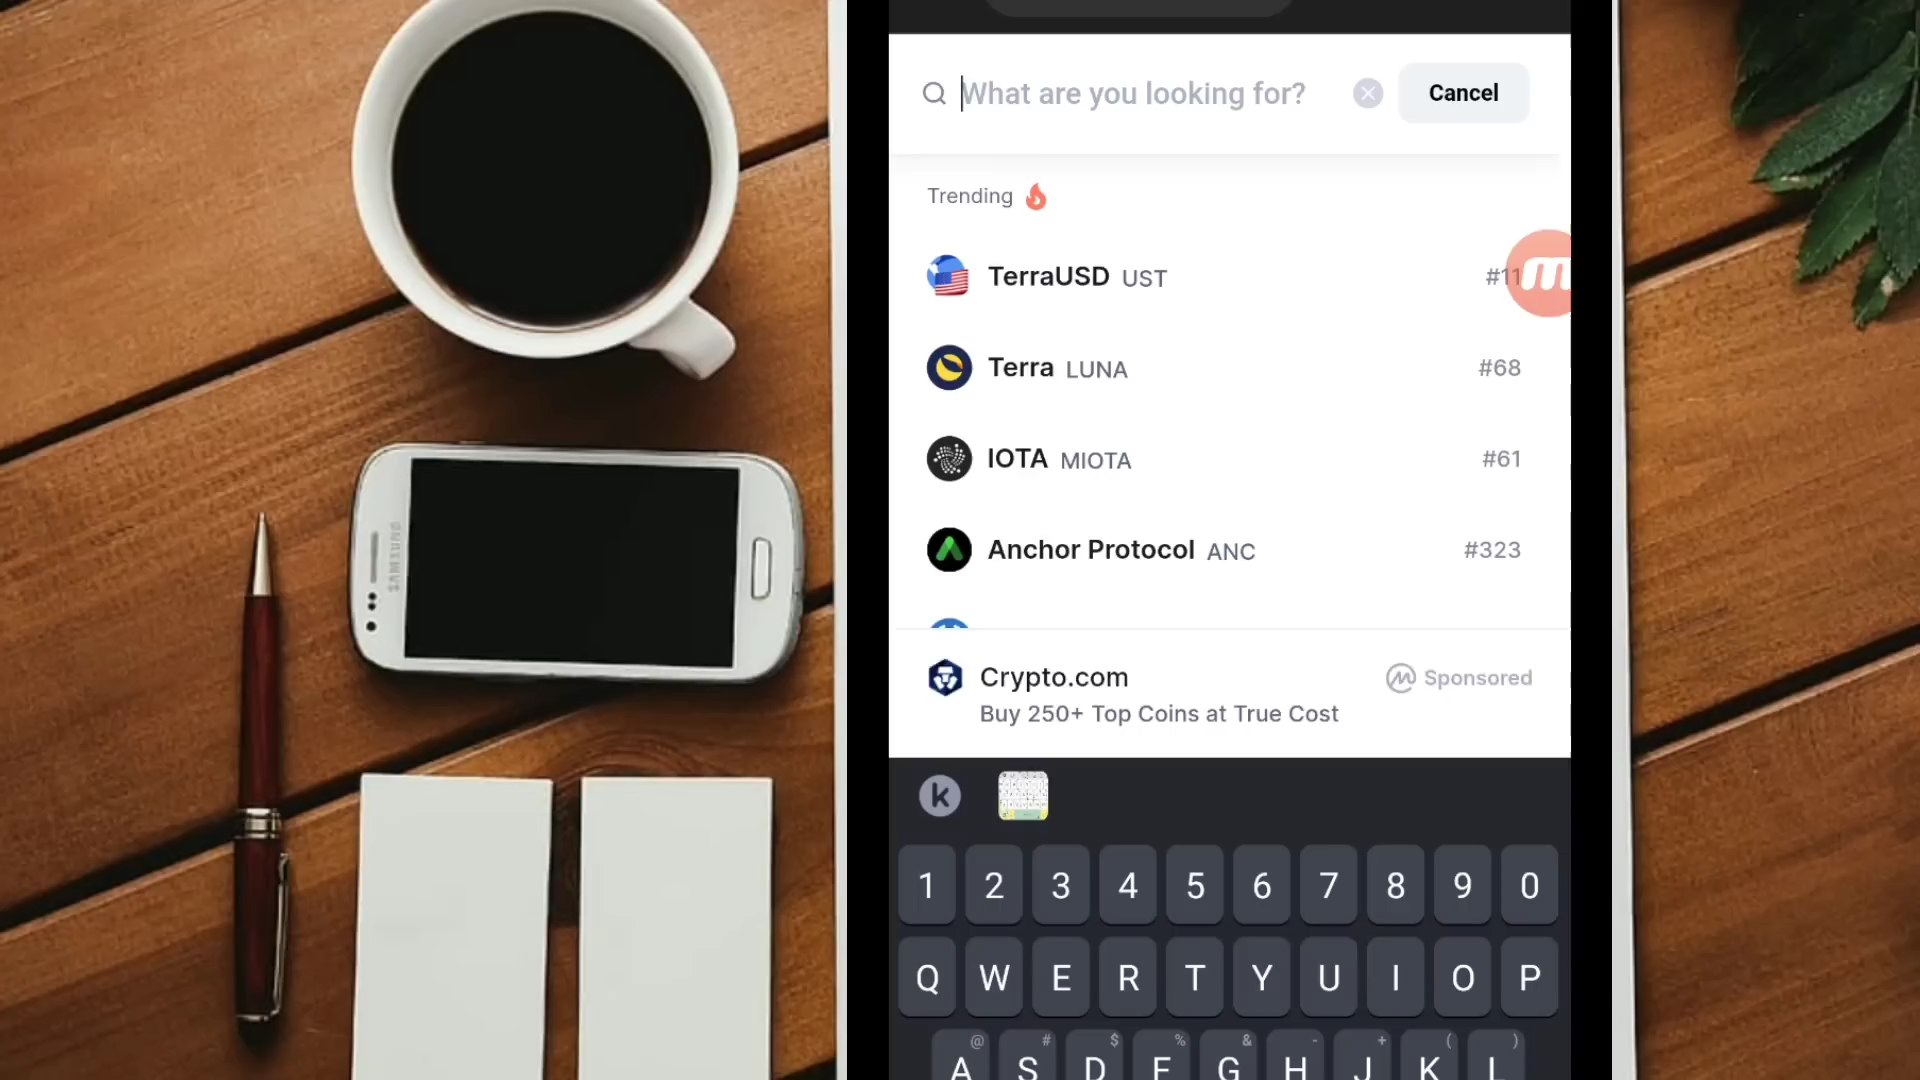 What are you looking for?
Cancel
Trending
TerraUSD UST #11
Terra LUNA #68
IOTA MIOTA #61
Anchor Protocol ANC #323
Crypto.com
Sponsored
Buy 250+ Top Coins at True Cost
k
1 2 3 4 5 6 7 8 9 0
Q W E R T Y U I O P
@ # $ % & - + ( )
A S D F G H J K L
SAMSUNG